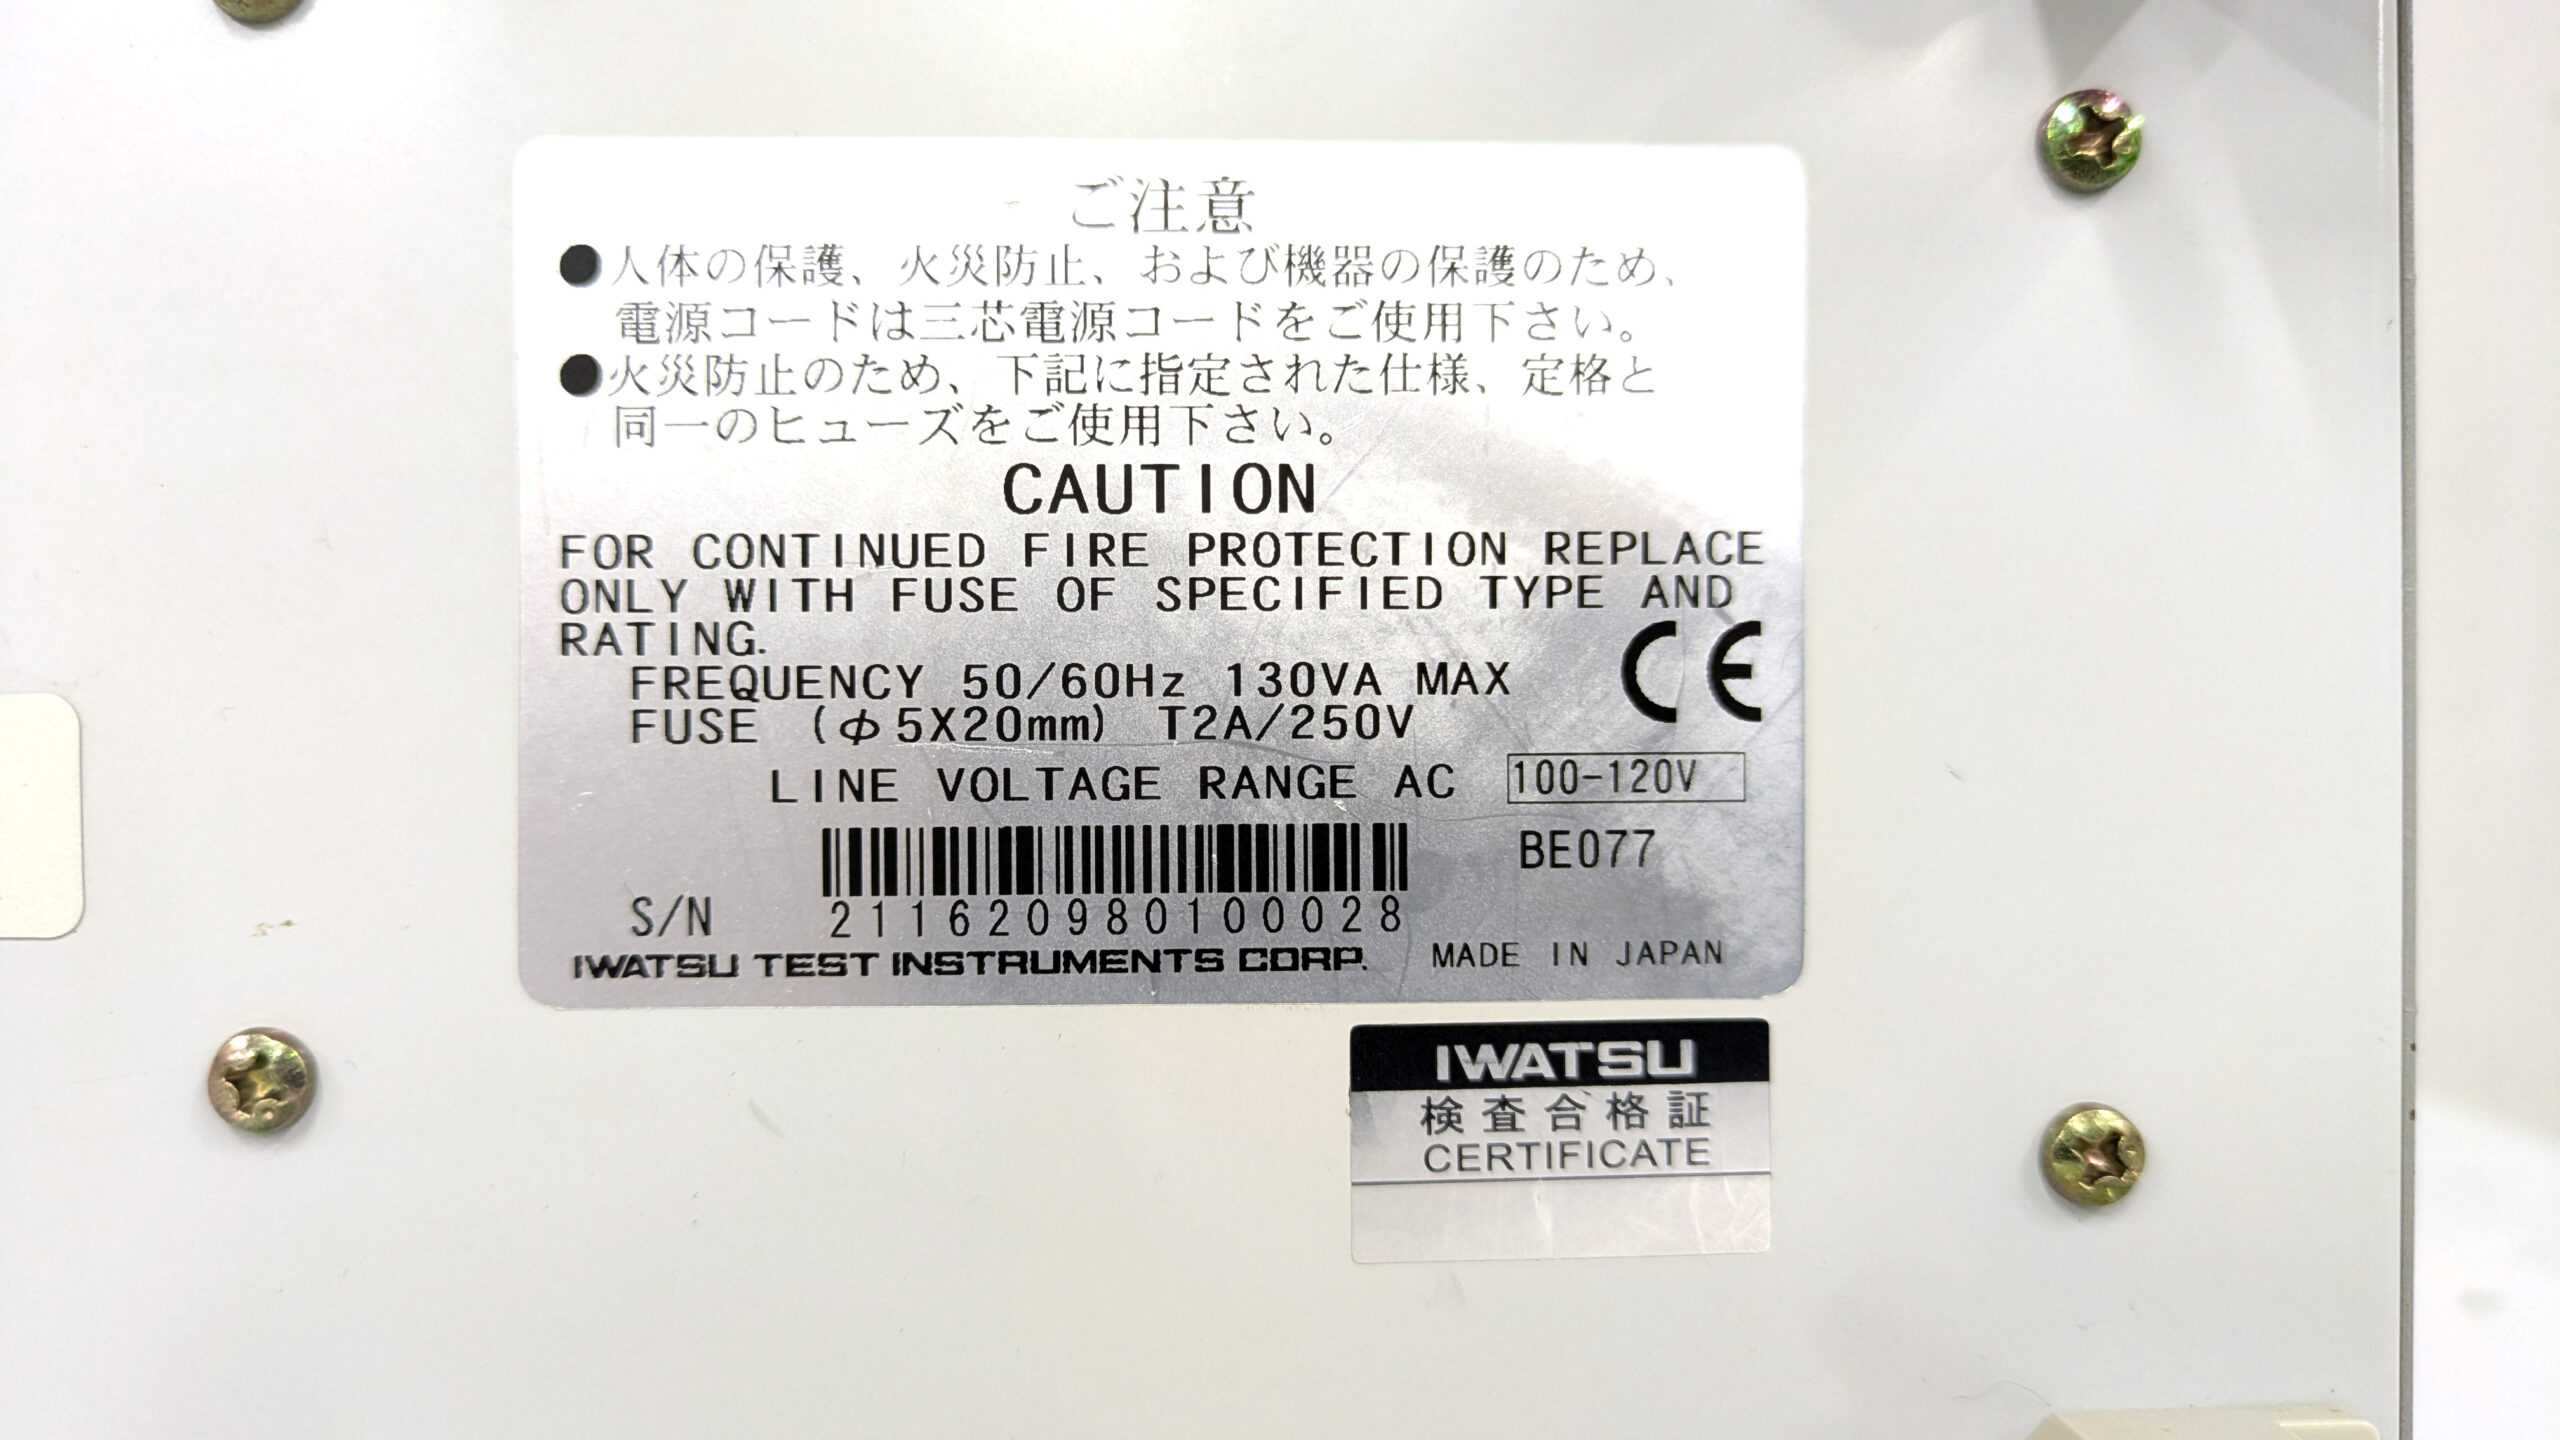 ご注意
●人体の保護、火災防止、および機器の保護のため、
電源コードは三芯電源コードをご使用下さい。
●火災防止のため、下記に指定された仕様、定格と
同一のヒューズをご使用下さい。
CAUTION
FOR CONTINUED FIRE PROTECTION REPLACE
ONLY WITH FUSE OF SPECIFIED TYPE AND
RATING.
CE
FREQUENCY 50/60Hz 130VA MAX
FUSE (φ5X20mm) T2A/250V
LINE VOLTAGE RANGE AC 100-120V
BE077
S/N 211620980100028
IWATSU TEST INSTRUMENTS CORP. MADE IN JAPAN
IWATSU
検査合格証
CERTIFICATE